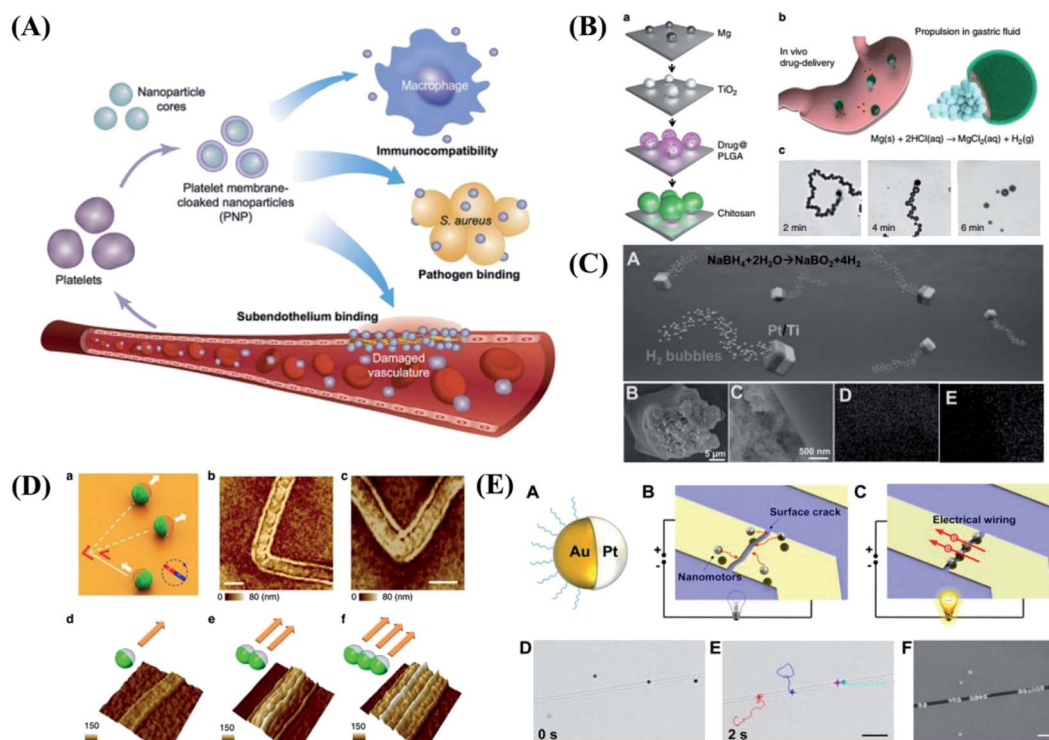 (A)
Nanoparticle
cores
Platelet membrane-
cloaked nanoparticles
(PNP)
Platelets
Macrophage
Immunocompatibility
S. aureus
Pathogen binding
Subendothelium binding
Damaged
vasculature
(B)
a
Mg
TiO₂
Drug@
PLGA
Chitosan
b
Propulsion in gastric fluid
In vivo
drug-delivery
Mg(s) + 2HCl(aq) → MgCl₂(aq) + H₂(g)
c
2 min
4 min
6 min
(C)
A
NaBH₄+2H₂O→NaBO₂+4H₂
Pt/Ti
H₂ bubbles
B
5 µm
C
500 nm
D
E
(D)
a
b
0
80 (nm)
c
0
80 (nm)
d
150
e
150
f
150
(E)
A
Au
Pt
B
Surface crack
Nanomotors
+
-
C
Electrical wiring
+
-
D
0 s
E
2 s
F